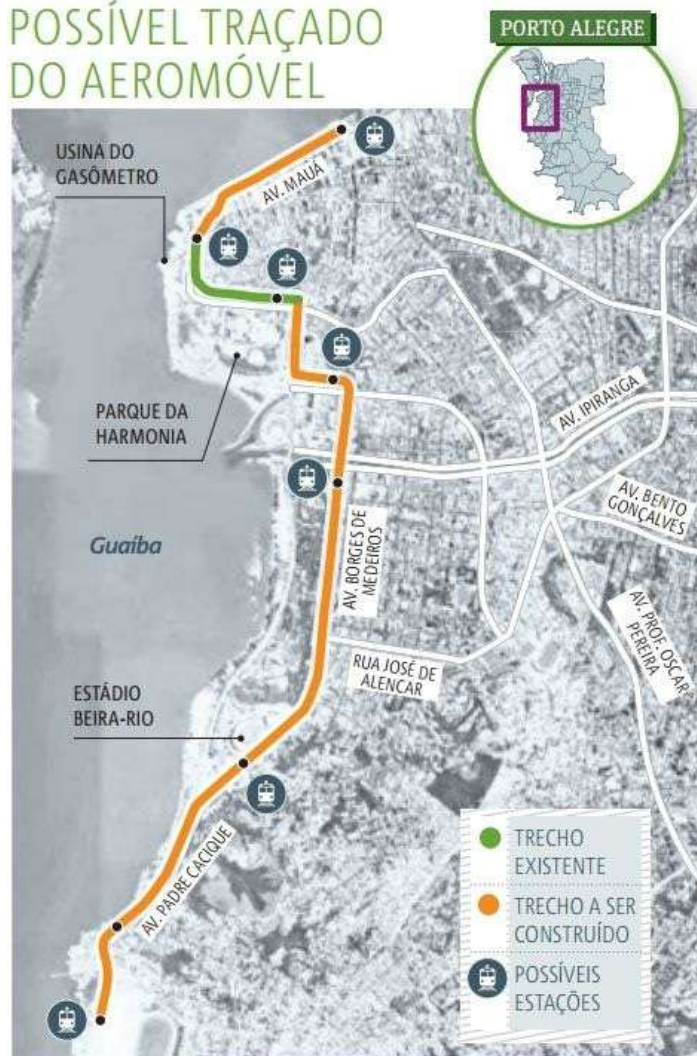 POSSÍVEL TRAÇADO
DO AEROMÓVEL
PORTO ALEGRE
USINA DO
GASÔMETRO
AV. MAUÁ
PARQUE DA
HARMONIA
AV. IPIRANGA
AV. BENTO
GONÇALVES
Guaíba
AV. BORGES DE
MEDEIROS
AV. PROF. OSCAR
PEREIRA
RUA JOSÉ DE
ALENCAR
ESTÁDIO
BEIRA-RIO
AV. PADRE CACIQUE
TRECHO
EXISTENTE
TRECHO A SER
CONSTRUÍDO
POSSÍVEIS
ESTAÇÕES